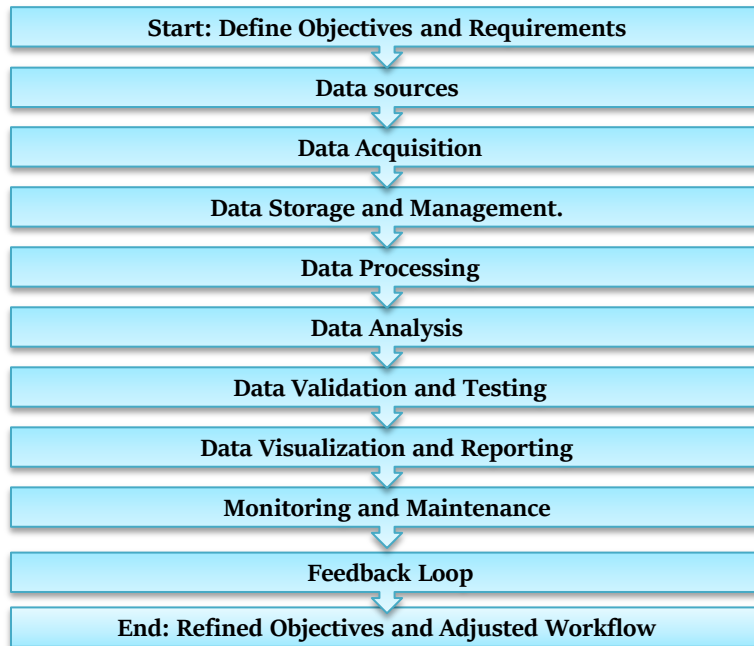 Start: Define Objectives and Requirements
Data sources
Data Acquisition
Data Storage and Management.
Data Processing
Data Analysis
Data Validation and Testing
Data Visualization and Reporting
Monitoring and Maintenance
Feedback Loop
End: Refined Objectives and Adjusted Workflow